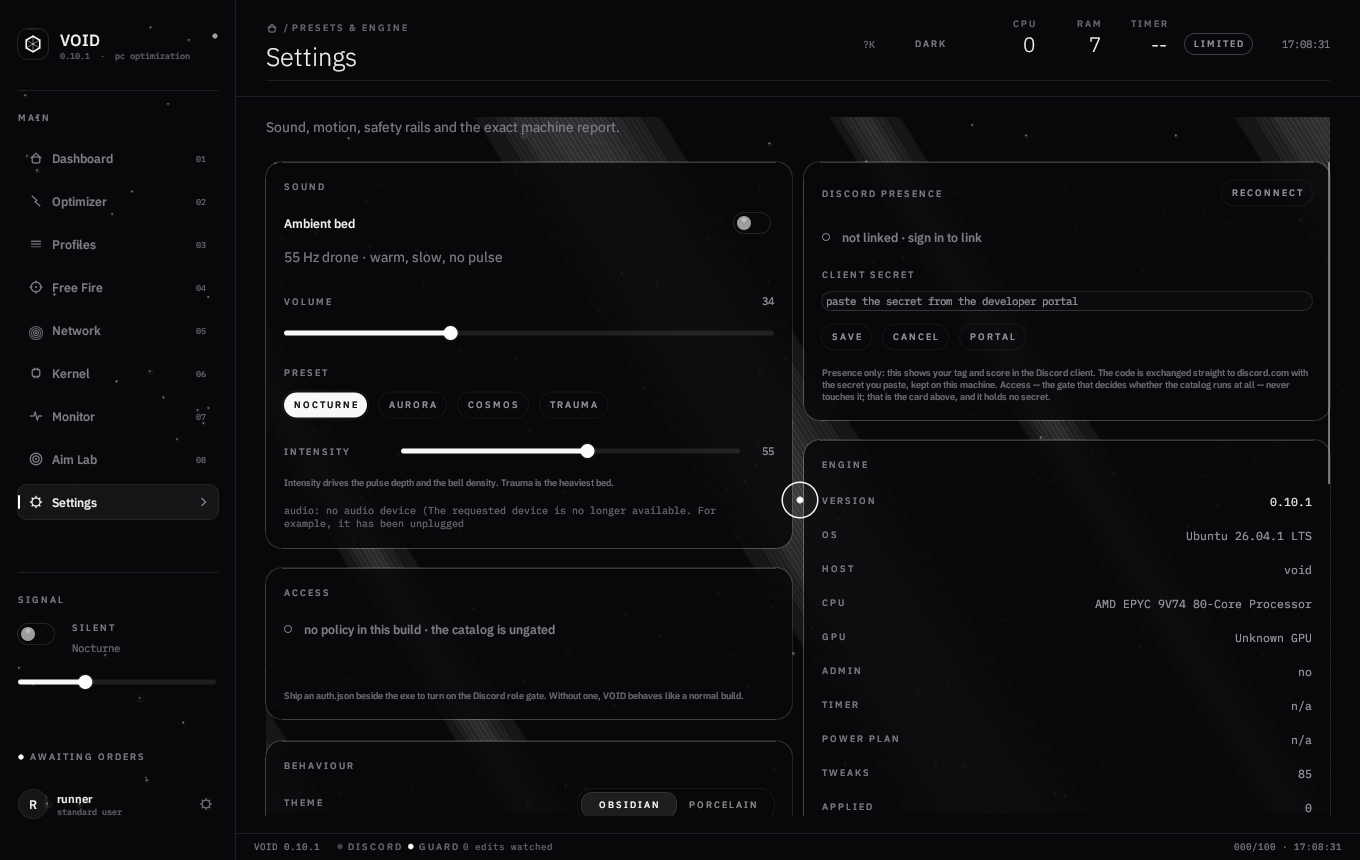 VOID
0.10.1 · pc optimization
MAIN
Dashboard 01
Optimizer 02
Profiles 03
Free Fire 04
Network 05
Kernel 06
Monitor 07
Aim Lab 08
Settings
SIGNAL
SILENT
Nocturne
AWAITING ORDERS
R
runner
standard user
/ PRESETS & ENGINE
Settings
?K
DARK
CPU
0
RAM
7
TIMER
--
LIMITED
17:08:31
Sound, motion, safety rails and the exact machine report.
SOUND
Ambient bed
55 Hz drone · warm, slow, no pulse
VOLUME 34
PRESET
NOCTURNE AURORA COSMOS TRAUMA
INTENSITY 55
Intensity drives the pulse depth and the bell density. Trauma is the heaviest bed.
audio: no audio device (The requested device is no longer available. For
example, it has been unplugged
ACCESS
no policy in this build · the catalog is ungated
Ship an auth.json beside the exe to turn on the Discord role gate. Without one, VOID behaves like a normal build.
BEHAVIOUR
THEME OBSIDIAN PORCELAIN
DISCORD PRESENCE RECONNECT
not linked · sign in to link
CLIENT SECRET
paste the secret from the developer portal
SAVE CANCEL PORTAL
Presence only: this shows your tag and score in the Discord client. The code is exchanged straight to discord.com with
the secret you paste, kept on this machine. Access — the gate that decides whether the catalog runs at all — never
touches it; that is the card above, and it holds no secret.
ENGINE
VERSION 0.10.1
OS Ubuntu 26.04.1 LTS
HOST void
CPU AMD EPYC 9V74 80-Core Processor
GPU Unknown GPU
ADMIN no
TIMER n/a
POWER PLAN n/a
TWEAKS 85
APPLIED 0
VOID 0.10.1 DISCORD GUARD 0 edits watched 000/100 · 17:08:31